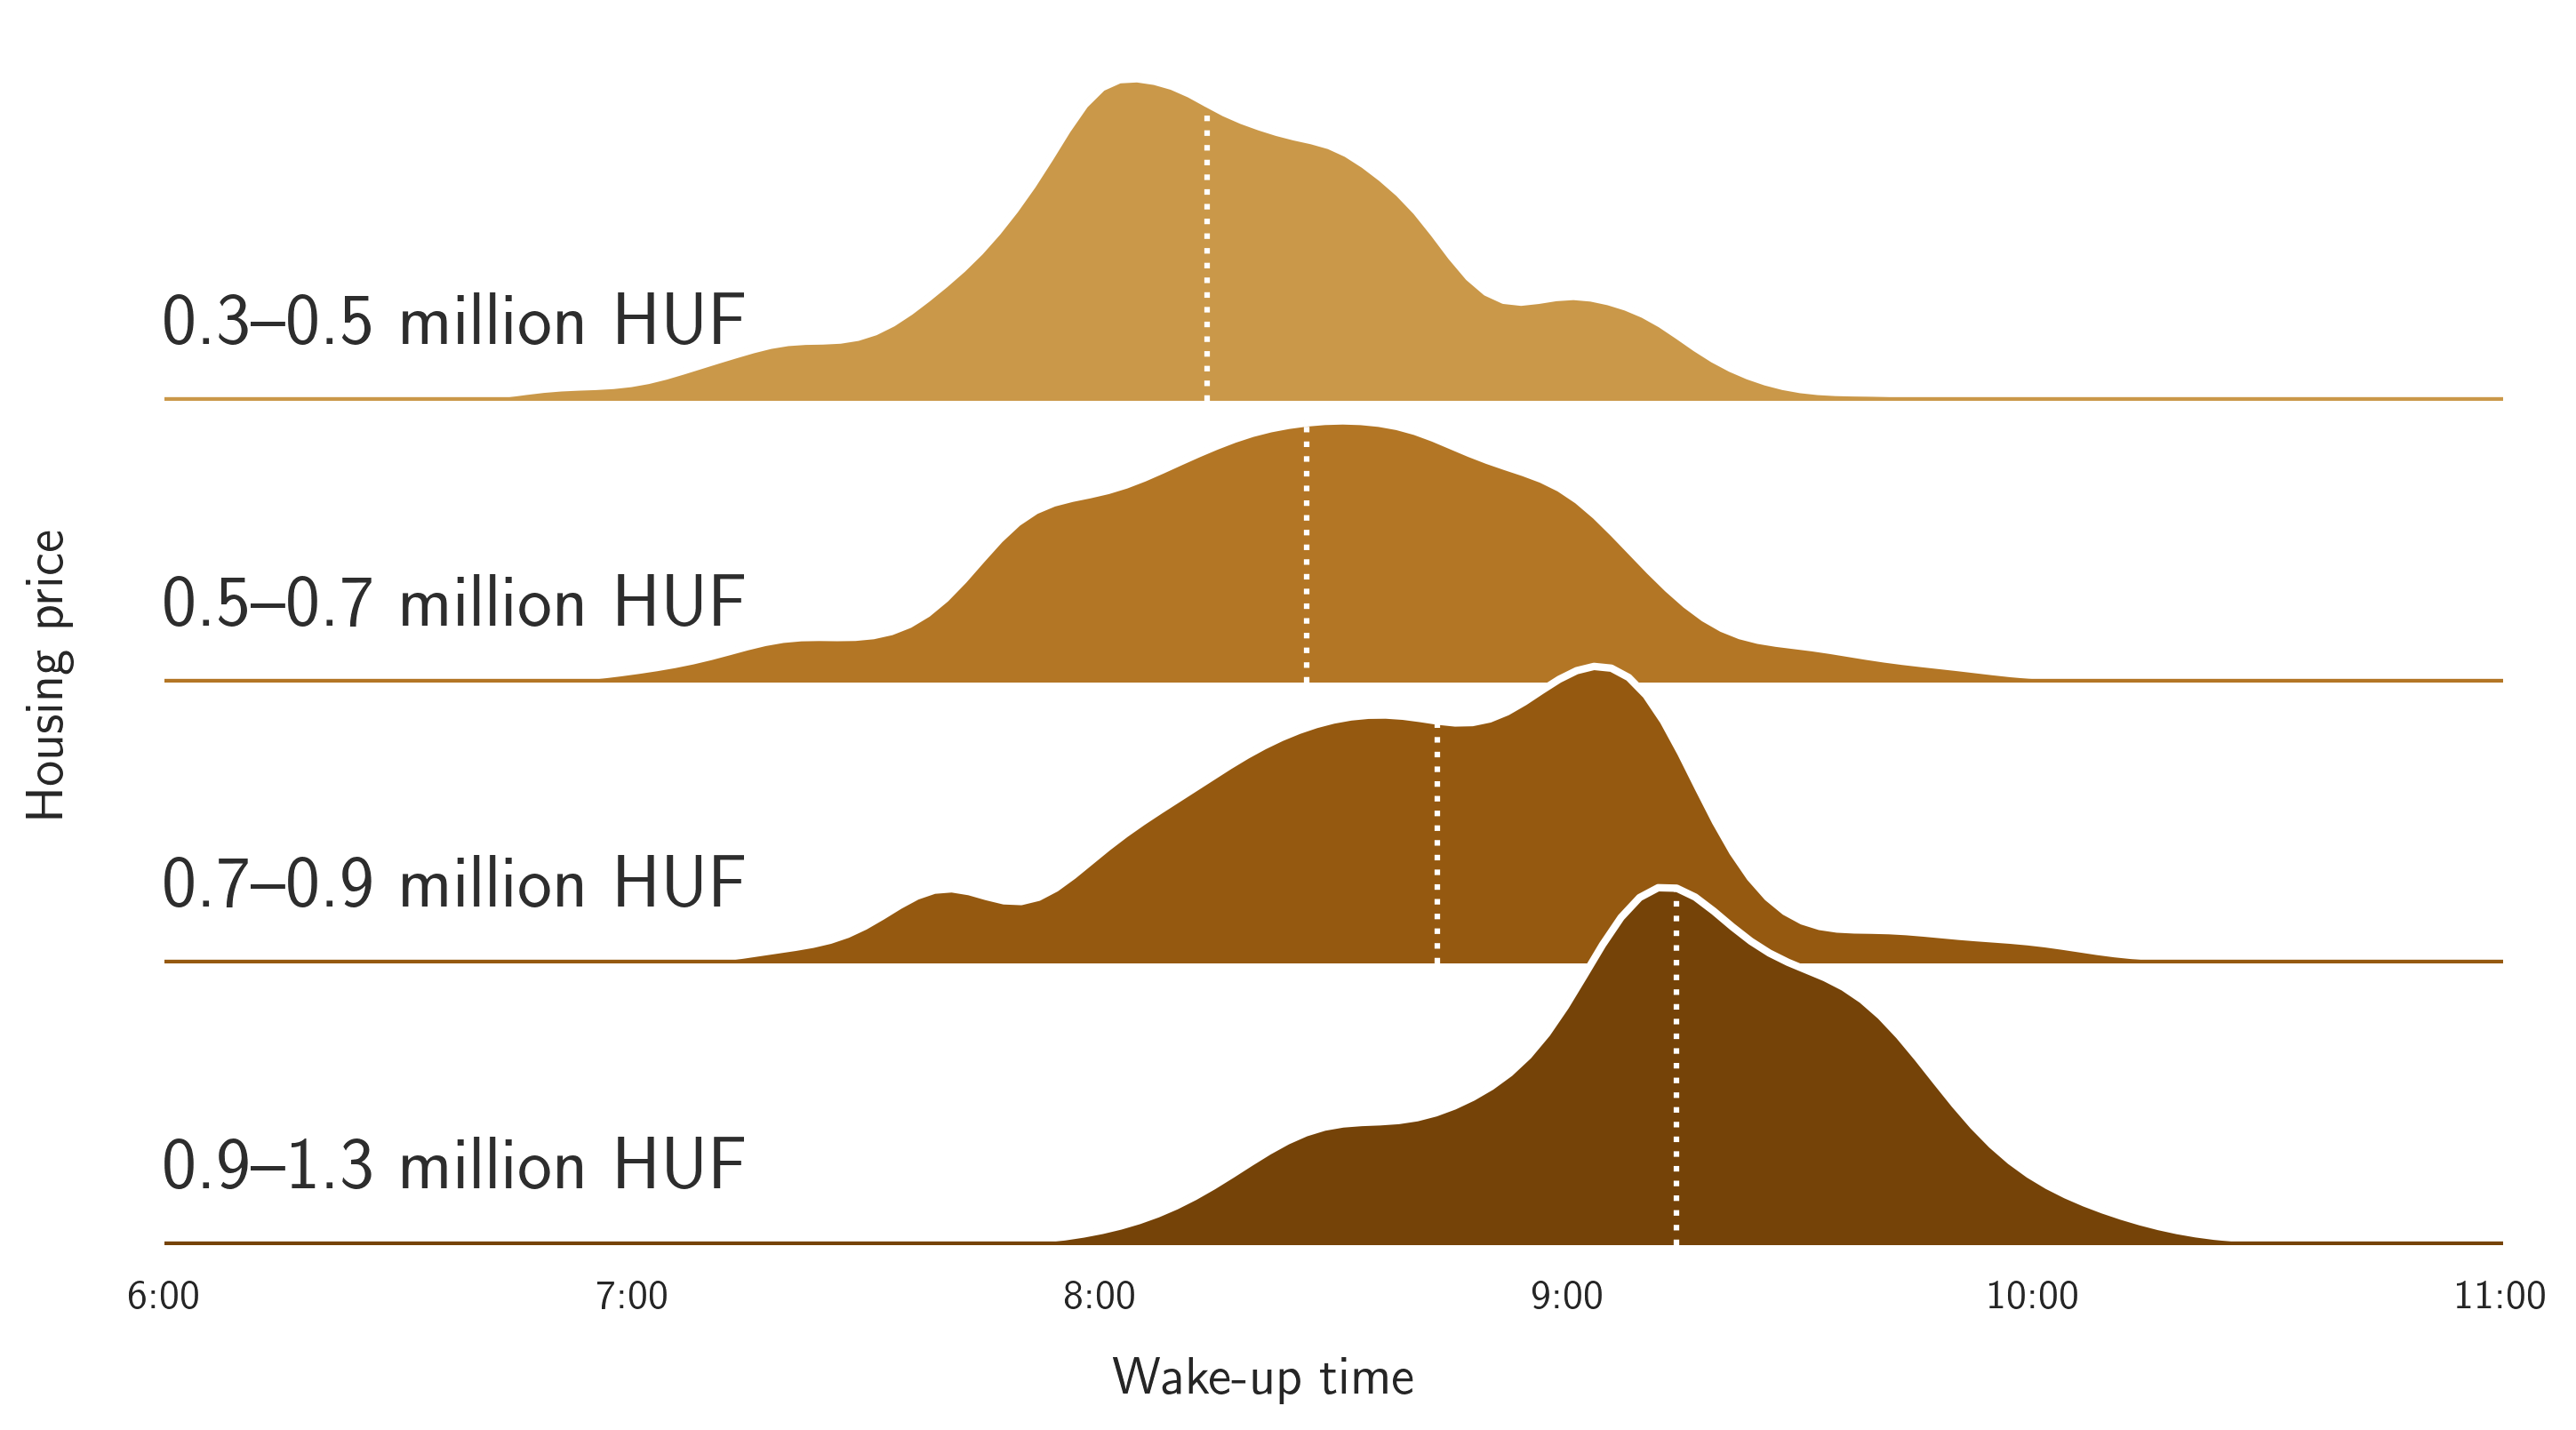 0.3–0.5 million HUF
0.5–0.7 million HUF
Housing price
0.7–0.9 million HUF
0.9–1.3 million HUF
6:00 7:00 8:00 9:00 10:00 11:00
Wake-up time